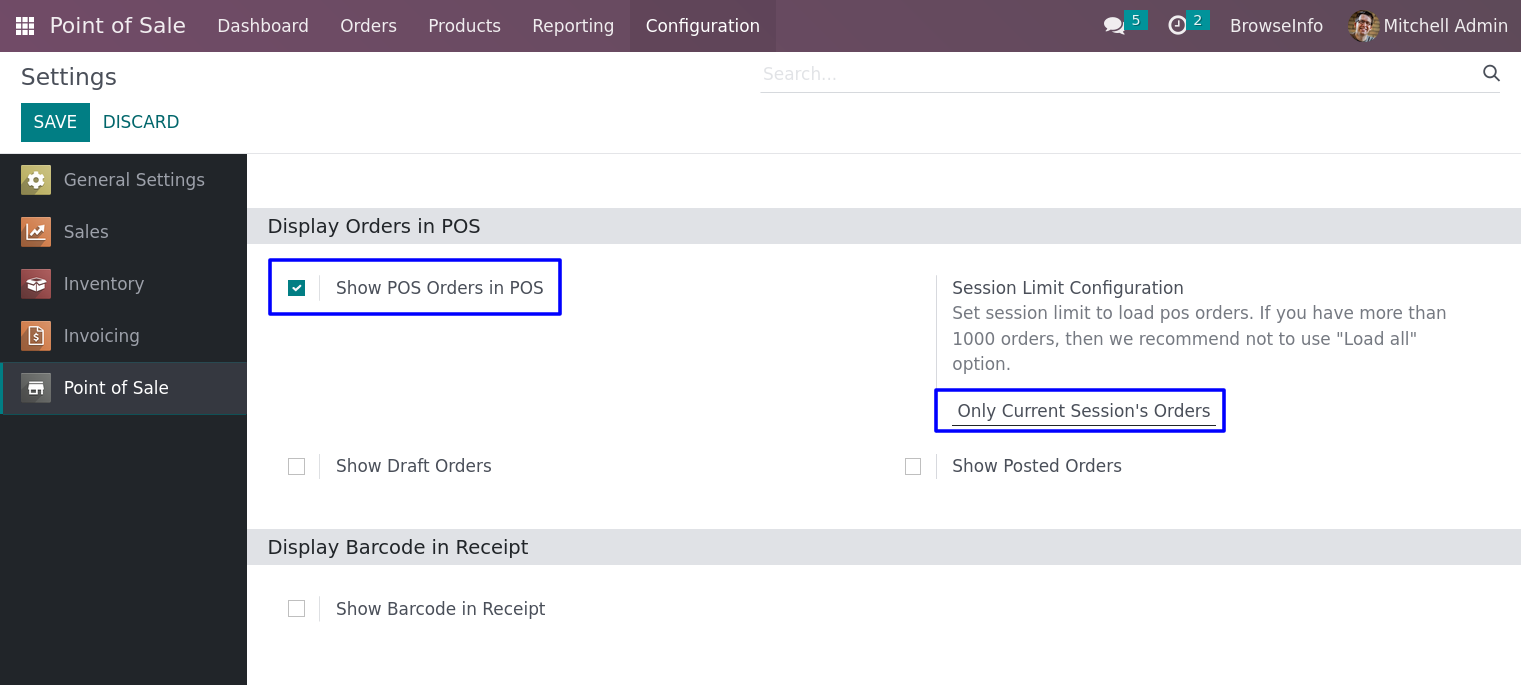 Point of Sale Dashboard Orders Products Reporting Configuration 5 2 BrowseInfo Mitchell Admin
Settings
Search...
SAVE DISCARD
General Settings
Sales
Inventory
Invoicing
Point of Sale
Display Orders in POS
Show POS Orders in POS
Session Limit Configuration
Set session limit to load pos orders. If you have more than
1000 orders, then we recommend not to use "Load all"
option.
Only Current Session's Orders
Show Draft Orders
Show Posted Orders
Display Barcode in Receipt
Show Barcode in Receipt